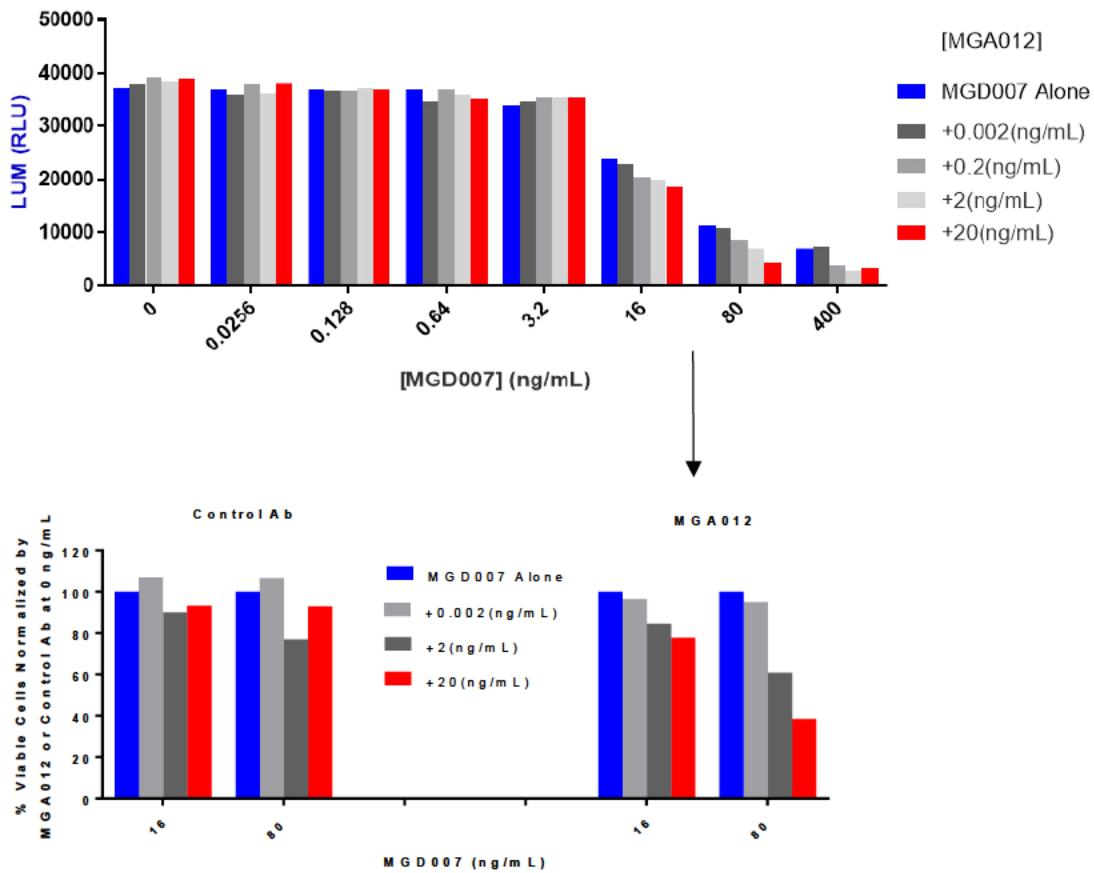 50000
40000
30000
20000
10000
0
LUM (RLU)
0
0.0256
0.128
0.64
3.2
16
80
400
[MGD007] (ng/mL)
[MGA012]
MGD007 Alone
+0.002(ng/mL)
+0.2(ng/mL)
+2(ng/mL)
+20(ng/mL)
Control Ab
MGA012
% Viable Cells Normalized by
MGA012 or Control Ab at 0 ng/mL
120
100
80
60
40
20
0
MGD007 Alone
+0.002(ng/mL)
+2(ng/mL)
+20(ng/mL)
16
80
16
80
MGD007 (ng/mL)